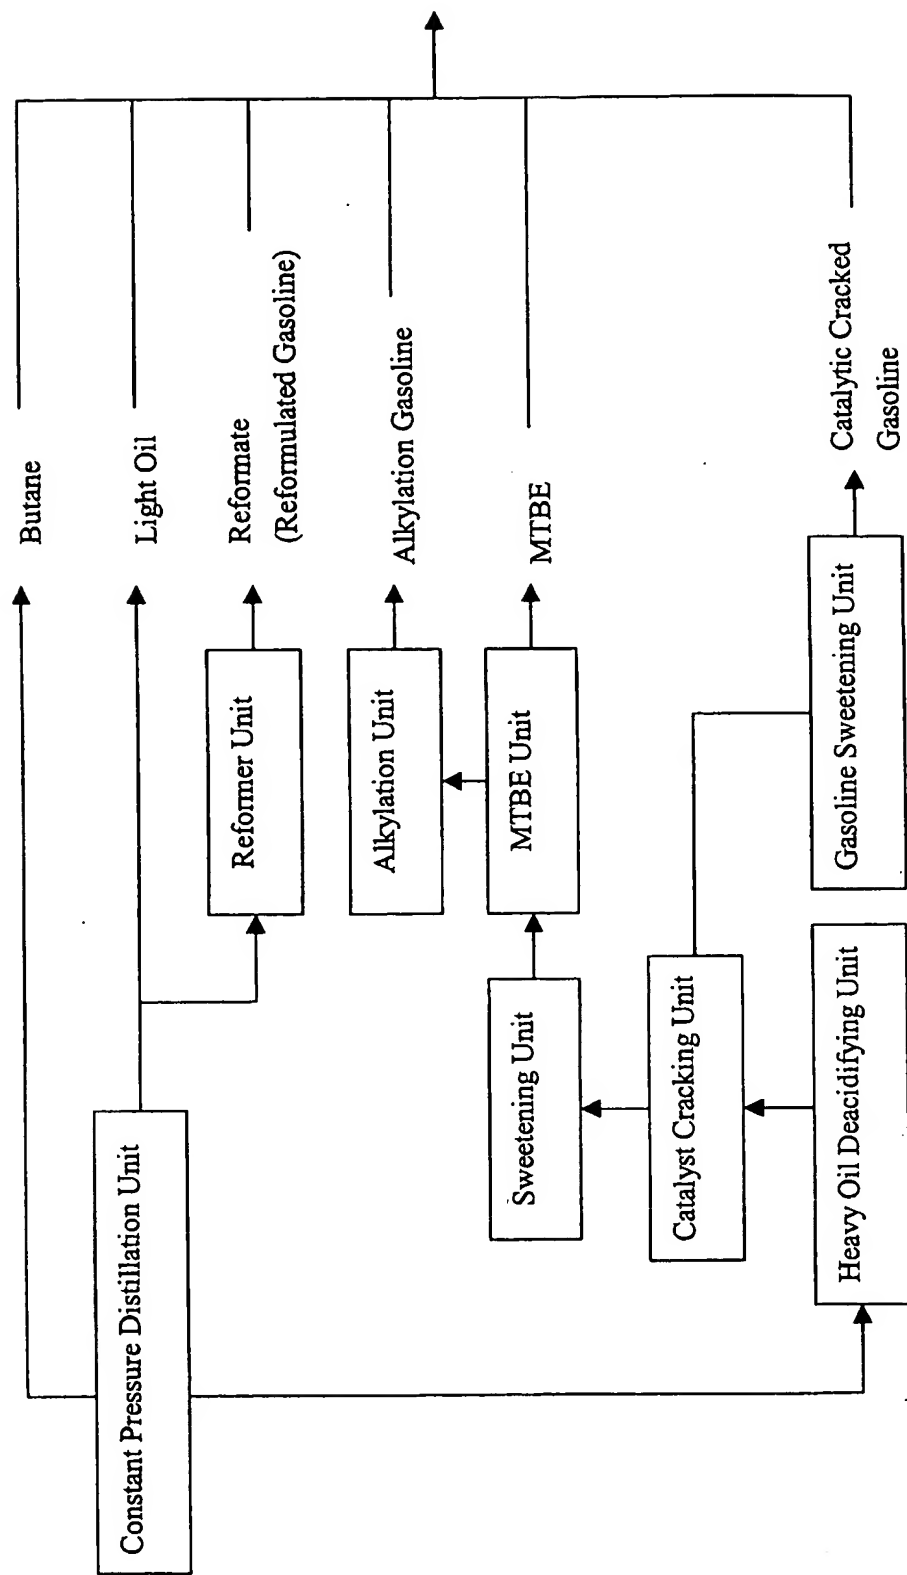 Butane
Constant Pressure Distillation Unit
Light Oil
Reformer Unit
Reformate
(Reformulated Gasoline)
Alkylation Unit
Alkylation Gasoline
Sweetening Unit
MTBE Unit
MTBE
Catalyst Cracking Unit
Heavy Oil Deacidifying Unit
Gasoline Sweetening Unit
Catalytic Cracked
Gasoline